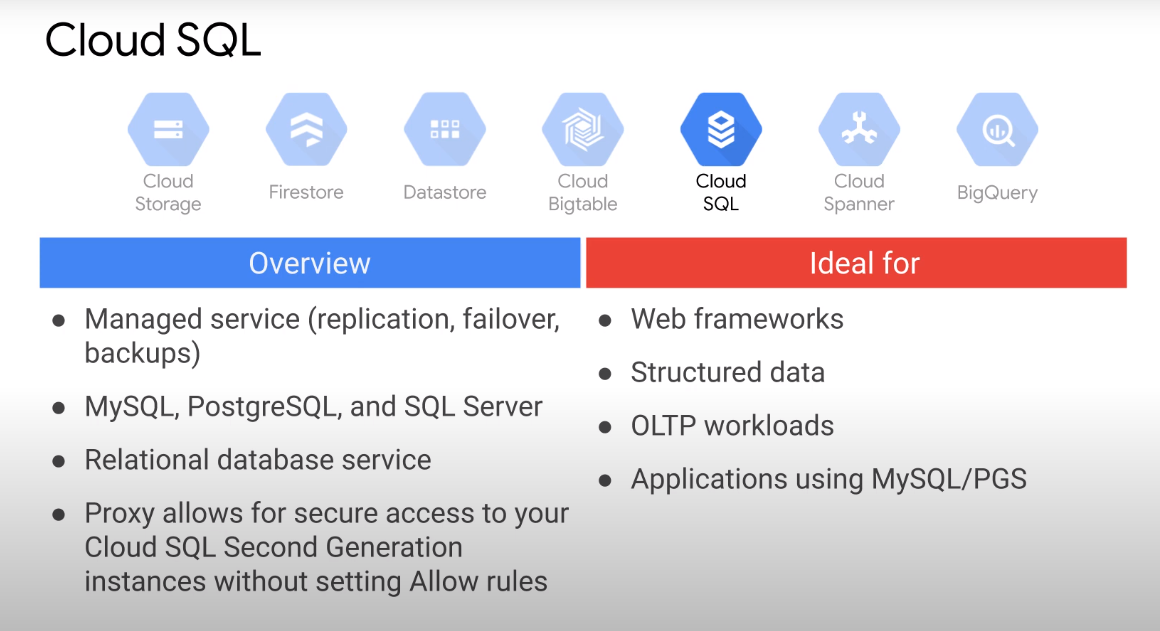 Cloud SQL
Cloud
Storage
Firestore
Datastore
Cloud
Bigtable
Cloud
SQL
Cloud
Spanner
BigQuery
Overview
● Managed service (replication, failover,
backups)
● MySQL, PostgreSQL, and SQL Server
● Relational database service
● Proxy allows for secure access to your
Cloud SQL Second Generation
instances without setting Allow rules
Ideal for
● Web frameworks
● Structured data
● OLTP workloads
● Applications using MySQL/PGS